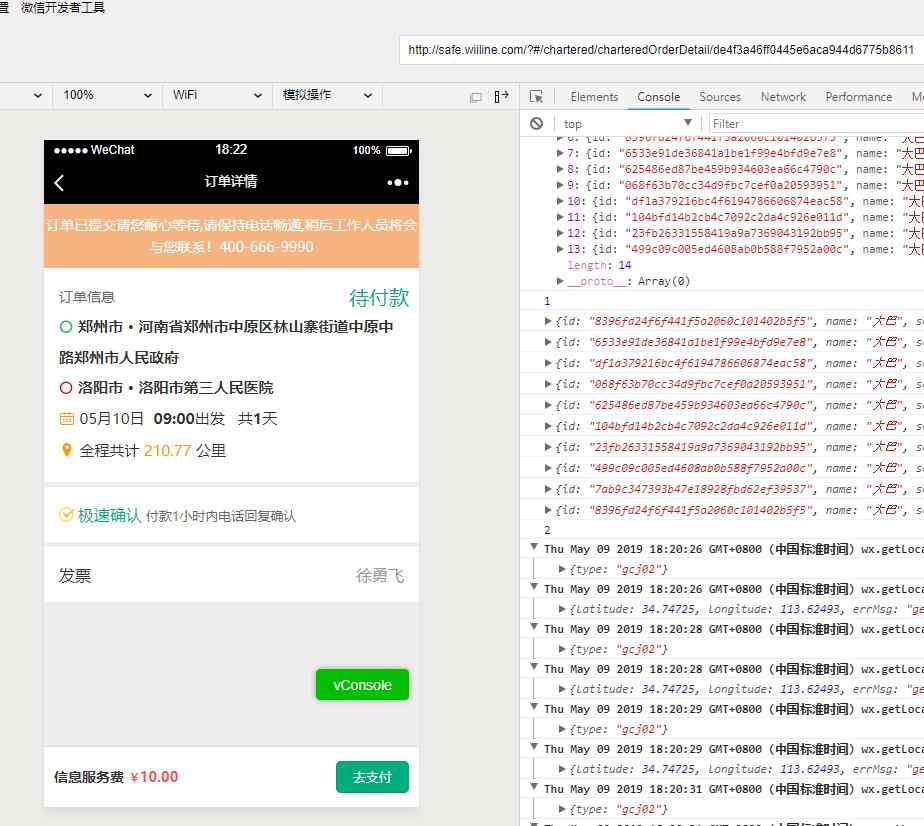 置 微信开发者工具
http://safe.wiiline.com/?#/chartered/charteredOrderDetail/de4f3a46ff0445e6aca944d6775b8611
100% WiFi 模拟操作
WeChat 18:22 100%
订单详情
订单已提交请您耐心等待,请保持电话畅通,稍后工作人员将会
与您联系！400-666-9990
订单信息 待付款
郑州市•河南省郑州市中原区林山寨街道中原中
路郑州市人民政府
洛阳市•洛阳市第三人民医院
05月10日 09:00出发 共1天
全程共计 210.77 公里
极速确认 付款1小时内电话回复确认
发票 徐勇飞
vConsole
信息服务费 ¥10.00 去支付
Elements Console Sources Network Performance
top Filter
6: {id: "8396fd24f6f441f5a2060c101402b5f5", name: "大巴
7: {id: "6533e91de36841a1be1f99e4bfd9e7e8", name: "大巴
8: {id: "625486ed87be459b934603ea66c4790c", name: "大巴
9: {id: "068f63b70cc34d9fbc7cef0a20593951", name: "大巴
10: {id: "df1a379216bc4f6194786606874eac58", name: "大巴
11: {id: "104bfd14b2cb4c7092c2da4c926e011d", name: "大巴
12: {id: "23fb26331558419a9a7369043192bb95", name: "大巴
13: {id: "499c09c005ed4608ab0b588f7952a00c", name: "大巴
length: 14
__proto__: Array(0)
1
{id: "8396fd24f6f441f5a2060c101402b5f5", name: "大巴", s
{id: "6533e91de36841a1be1f99e4bfd9e7e8", name: "大巴", s
{id: "df1a379216bc4f6194786606874eac58", name: "大巴", s
{id: "068f63b70cc34d9fbc7cef0a20593951", name: "大巴", s
{id: "625486ed87be459b934603ea66c4790c", name: "大巴", s
{id: "104bfd14b2cb4c7092c2da4c926e011d", name: "大巴", s
{id: "23fb26331558419a9a7369043192bb95", name: "大巴", s
{id: "499c09c005ed4608ab0b588f7952a00c", name: "大巴", s
{id: "7ab9c347393b47e18928fbd62ef39537", name: "大巴", s
{id: "8396fd24f6f441f5a2060c101402b5f5", name: "大巴", s
2
Thu May 09 2019 18:20:26 GMT+0800 (中国标准时间) wx.getLoca
{type: "gcj02"}
Thu May 09 2019 18:20:26 GMT+0800 (中国标准时间) wx.getLoca
{latitude: 34.74725, longitude: 113.62493, errMsg: "ge
Thu May 09 2019 18:20:28 GMT+0800 (中国标准时间) wx.getLoca
{type: "gcj02"}
Thu May 09 2019 18:20:28 GMT+0800 (中国标准时间) wx.getLoca
{latitude: 34.74725, longitude: 113.62493, errMsg: "ge
Thu May 09 2019 18:20:29 GMT+0800 (中国标准时间) wx.getLoca
{type: "gcj02"}
Thu May 09 2019 18:20:29 GMT+0800 (中国标准时间) wx.getLoca
{latitude: 34.74725, longitude: 113.62493, errMsg: "ge
Thu May 09 2019 18:20:31 GMT+0800 (中国标准时间) wx.getLoca
{type: "gcj02"}